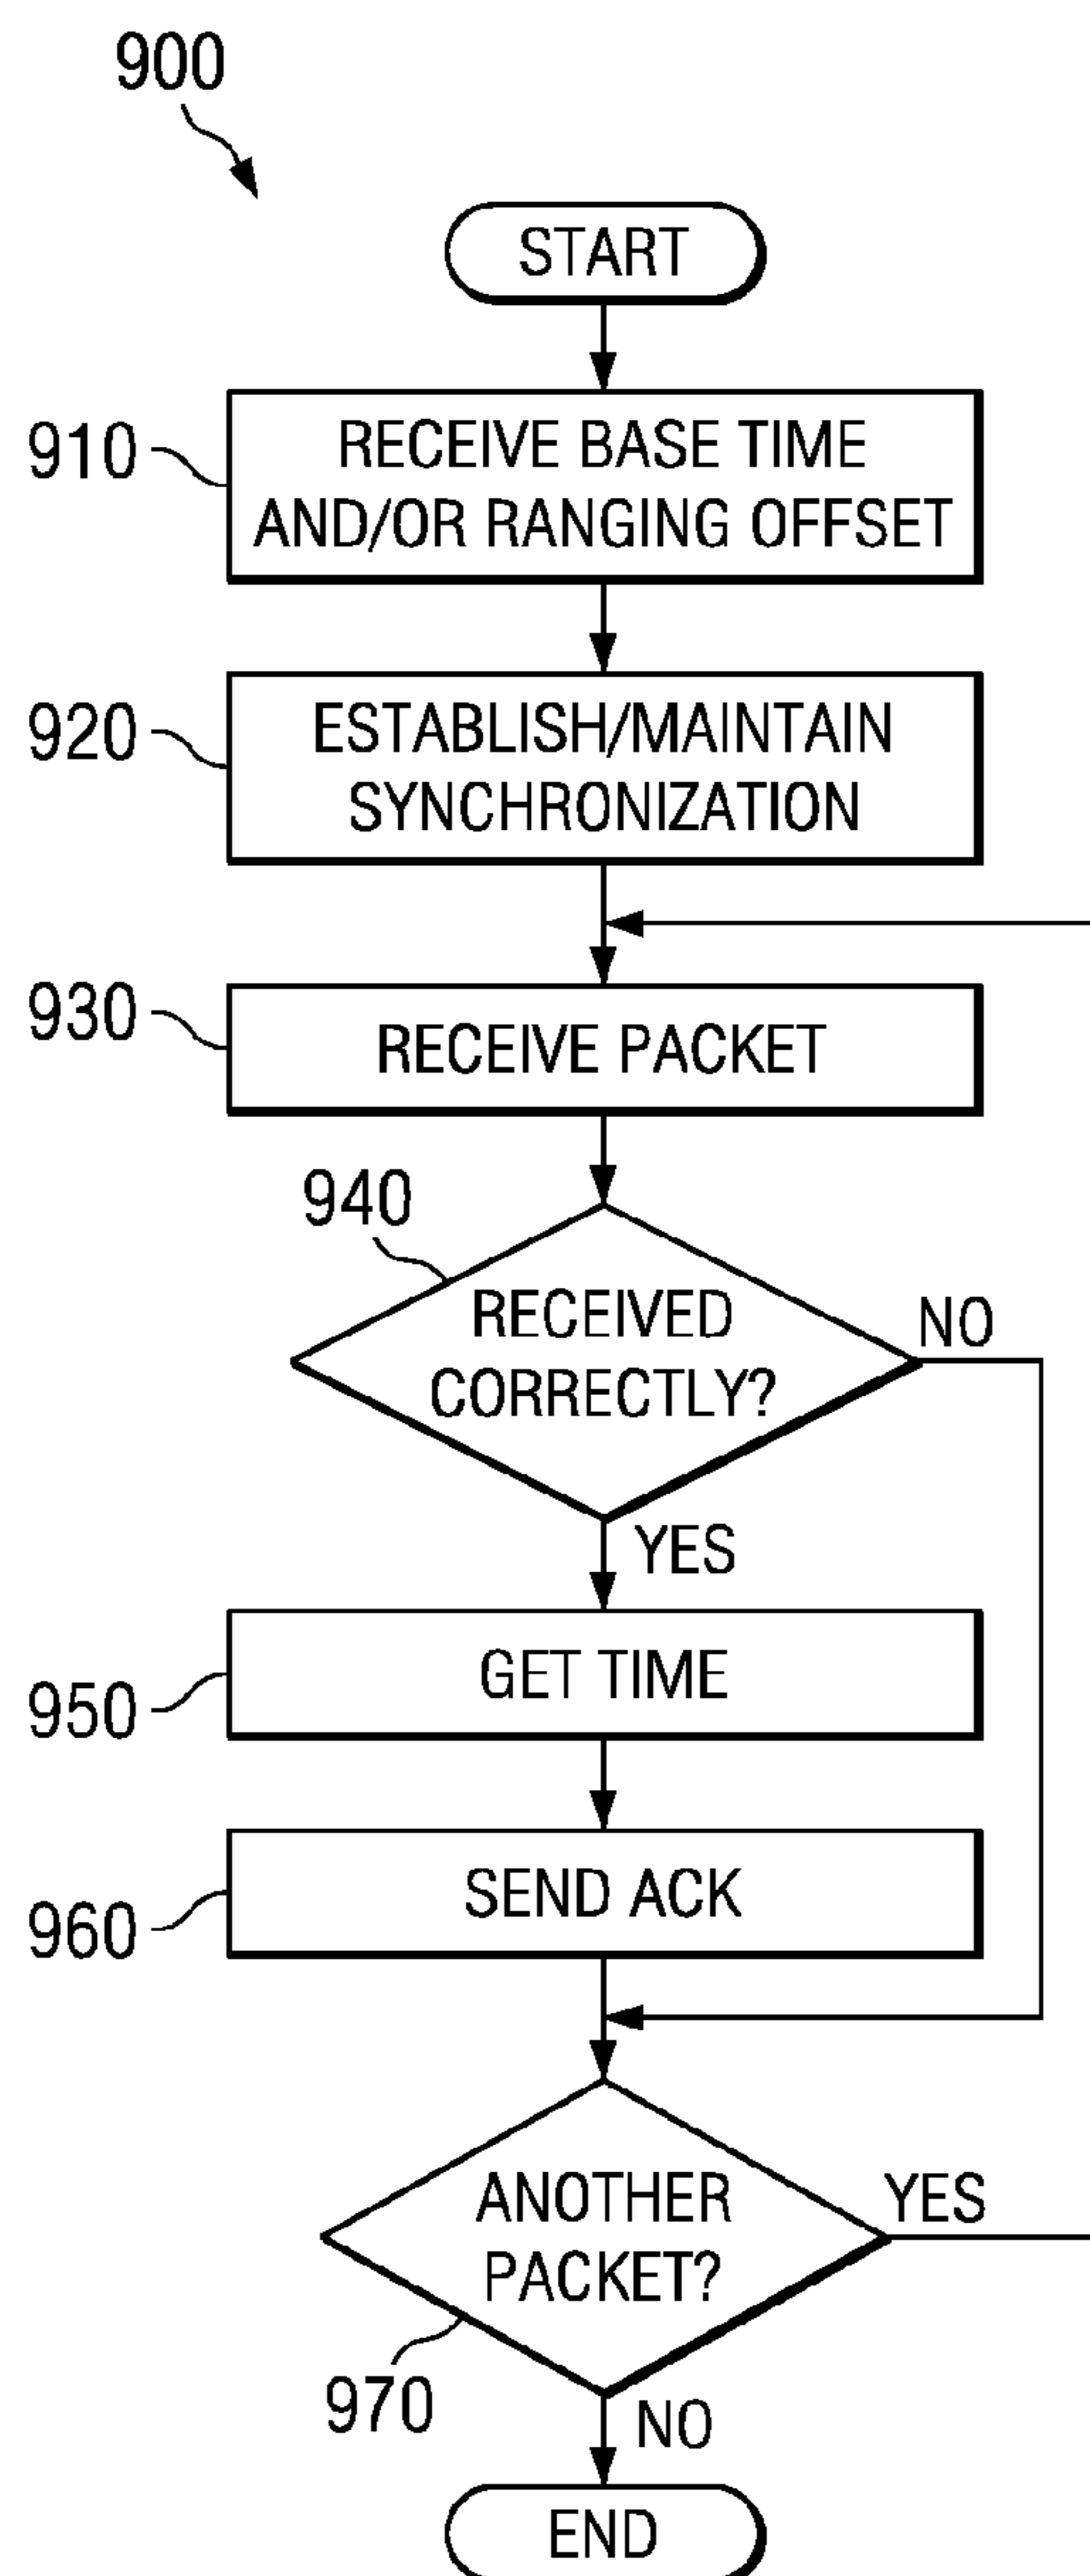 900
START
910
RECEIVE BASE TIME
AND/OR RANGING OFFSET
920
ESTABLISH/MAINTAIN
SYNCHRONIZATION
930
RECEIVE PACKET
940
RECEIVED
CORRECTLY?
NO
YES
950
GET TIME
960
SEND ACK
ANOTHER
PACKET?
YES
970
NO
END